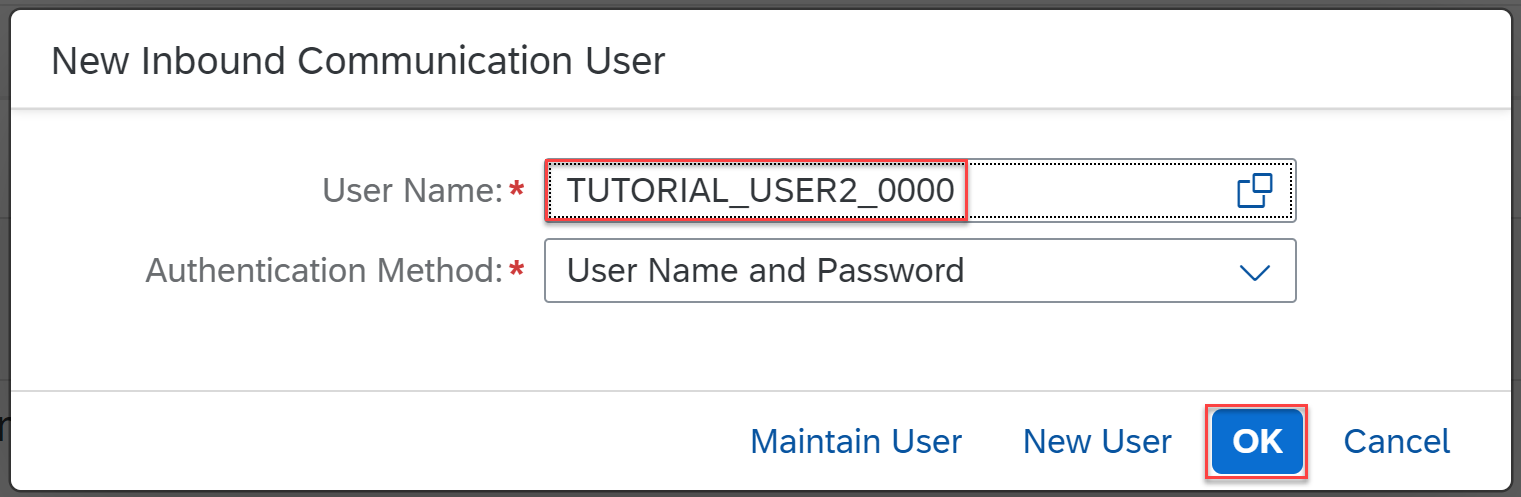 New Inbound Communication User
User Name:* TUTORIAL_USER2_0000
Authentication Method:* User Name and Password
Maintain User New User OK Cancel